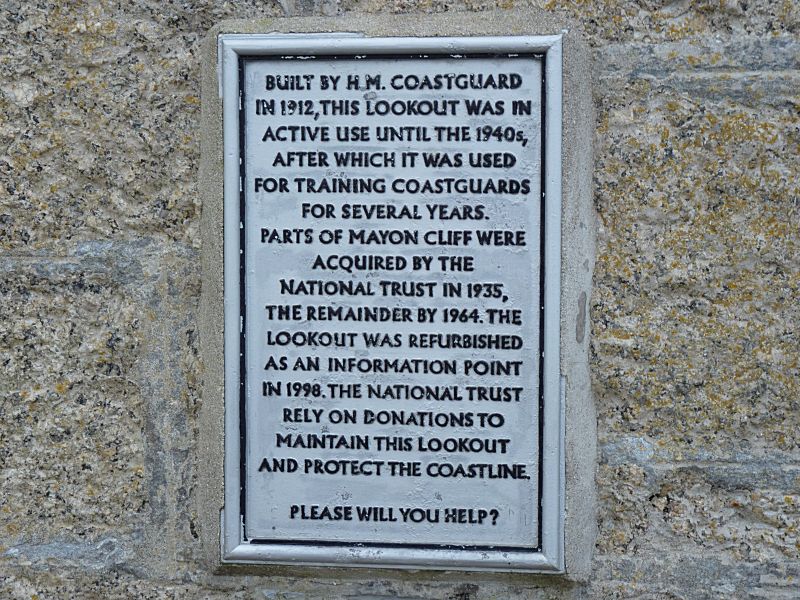 BUILT BY H.M. COASTGUARD
IN 1912, THIS LOOKOUT WAS IN
ACTIVE USE UNTIL THE 1940s,
AFTER WHICH IT WAS USED
FOR TRAINING COASTGUARDS
FOR SEVERAL YEARS.
PARTS OF MAYON CLIFF WERE
ACQUIRED BY THE
NATIONAL TRUST IN 1935,
THE REMAINDER BY 1964. THE
LOOKOUT WAS REFURBISHED
AS AN INFORMATION POINT
IN 1998. THE NATIONAL TRUST
RELY ON DONATIONS TO
MAINTAIN THIS LOOKOUT
AND PROTECT THE COASTLINE.
PLEASE WILL YOU HELP?